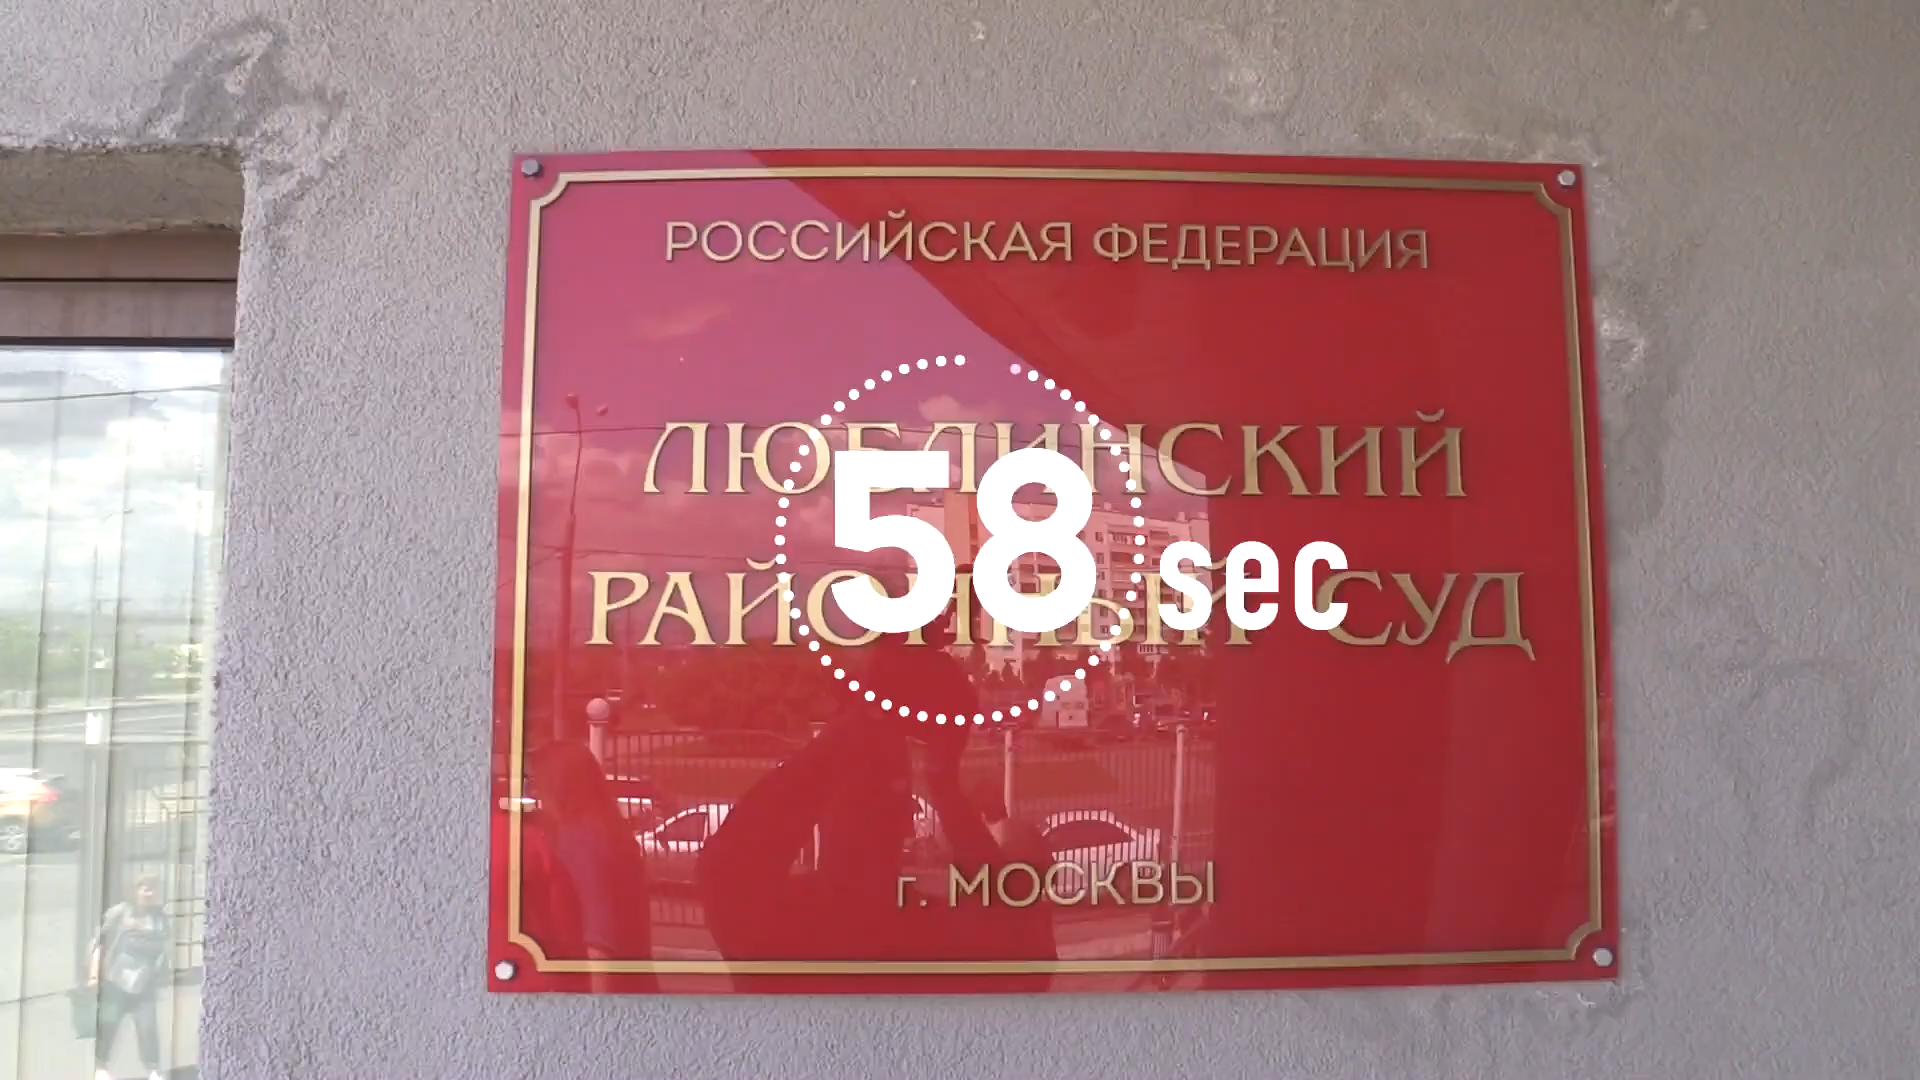 РОССИЙСКАЯ ФЕДЕРАЦИЯ
ЛЮБЛИНСКИЙ
58 sec
РАЙОННЫЙ СУД
г. МОСКВЫ